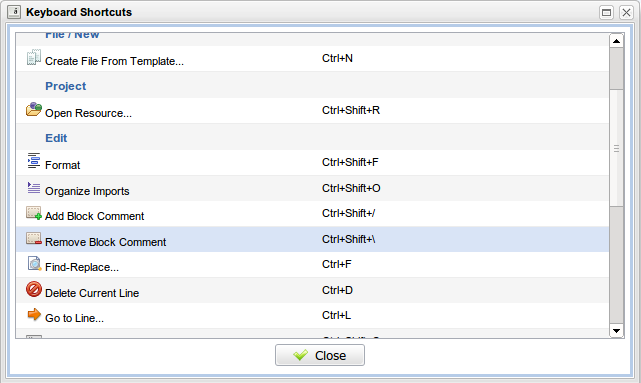 Keyboard Shortcuts
File / New
Create File From Template... Ctrl+N
Project
Open Resource... Ctrl+Shift+R
Edit
Format Ctrl+Shift+F
Organize Imports Ctrl+Shift+O
Add Block Comment Ctrl+Shift+/
Remove Block Comment Ctrl+Shift+\
Find-Replace... Ctrl+F
Delete Current Line Ctrl+D
Go to Line... Ctrl+L
Close